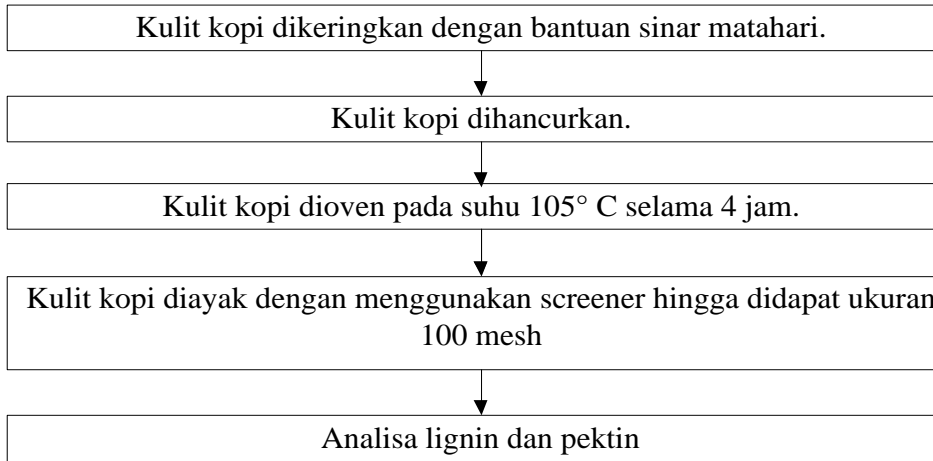 Kulit kopi dikeringkan dengan bantuan sinar matahari.
Kulit kopi dihancurkan.
Kulit kopi dioven pada suhu 105° C selama 4 jam.
Kulit kopi diayak dengan menggunakan screener hingga didapat ukuran
100 mesh
Analisa lignin dan pektin